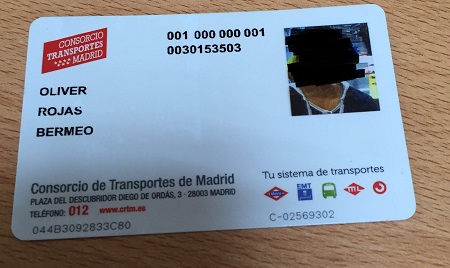 CONSORCIO
TRANSPORTES
MADRID
001 000 000 001
0030153503
OLIVER
ROJAS
BERMEO
Consorcio de Transportes de Madrid
PLAZA DEL DESCUBRIDOR DIEGO DE ORDÁS, 3 - 28003 MADRID
TELÉFONO: 012 www.crtm.es
044B3092833C80
Tu sistema de transportes
EMT
ML
C-02569302